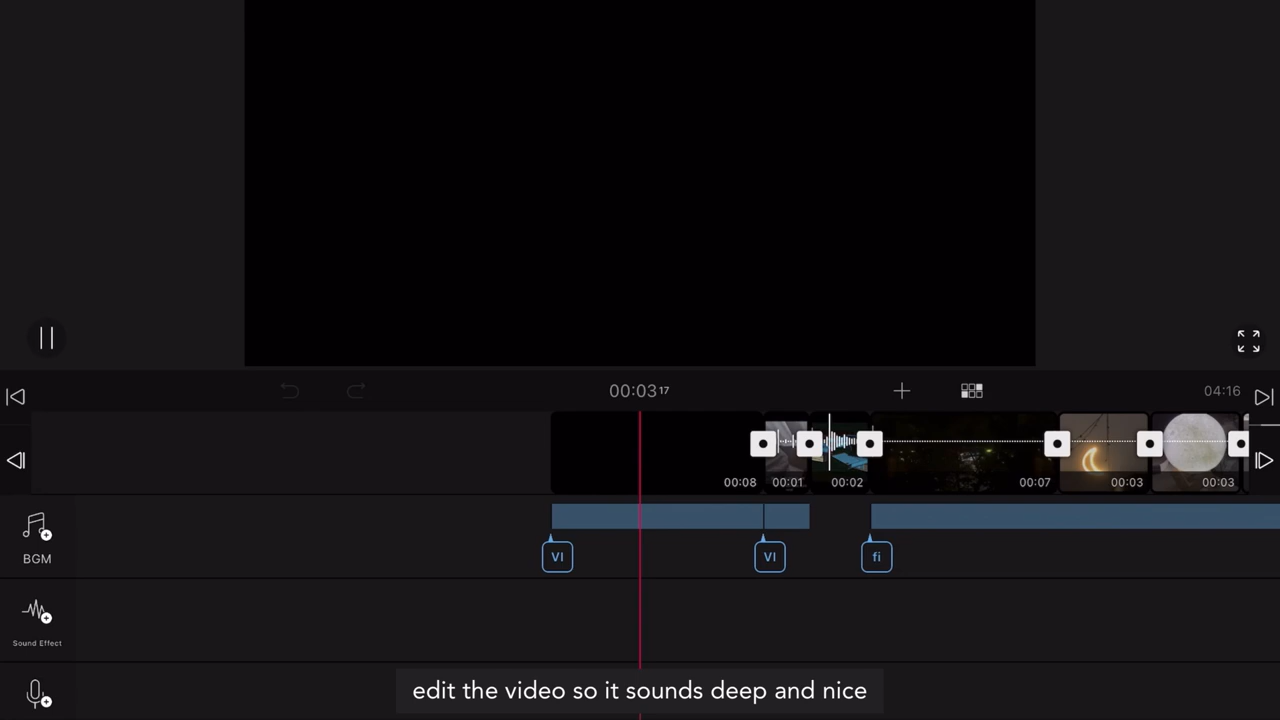 00:03 17
04:16
00:08
00:01
00:02
00:07
00:03
00:03
BGM
VI
VI
fi
Sound Effect
edit the video so it sounds deep and nice